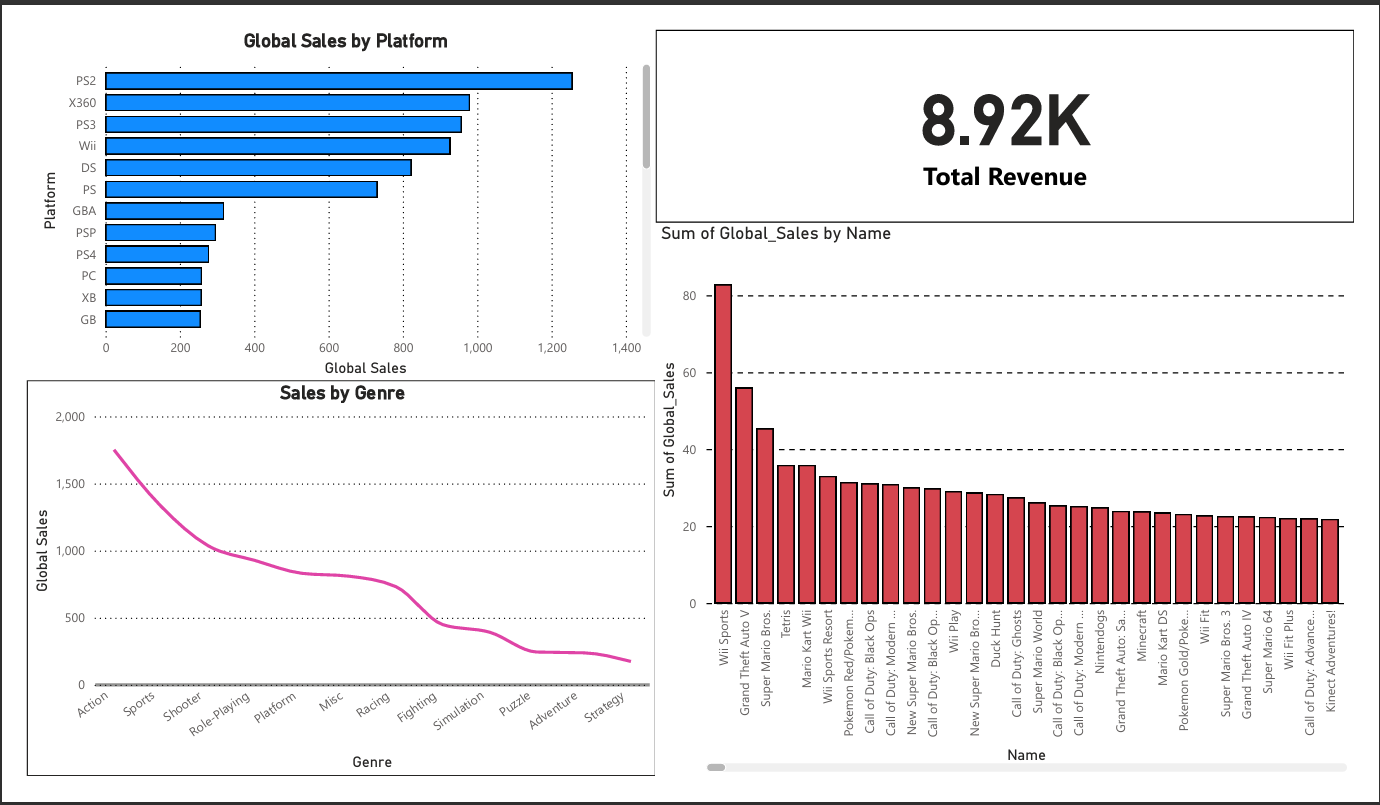 Global Sales by Platform
Platform
PS2
X360
PS3
Wii
DS
PS
GBA
PSP
PS4
PC
XB
GB
0 200 400 600 800 1,000 1,200 1,400
Global Sales
8.92K
Total Revenue
Sales by Genre
Global Sales
2,000
1,500
1,000
500
0
Action Sports Shooter Role-Playing Platform Misc Racing Fighting Simulation Puzzle Adventure Strategy
Genre
Sum of Global_Sales by Name
Sum of Global_Sales
80
60
40
20
0
Wii Sports
Grand Theft Auto V
Super Mario Bros.
Tetris
Mario Kart Wii
Wii Sports Resort
Pokemon Red/Pokem...
Call of Duty: Black Ops
Call of Duty: Modern ...
New Super Mario Bros.
Call of Duty: Black Op...
Wii Play
New Super Mario Bro...
Duck Hunt
Call of Duty: Ghosts
Super Mario World
Call of Duty: Black Op...
Call of Duty: Modern ...
Nintendogs
Grand Theft Auto: Sa...
Minecraft
Mario Kart DS
Pokemon Gold/Poke...
Wii Fit
Super Mario Bros. 3
Grand Theft Auto IV
Super Mario 64
Wii Fit Plus
Call of Duty: Advance...
Kinect Adventures!
Name